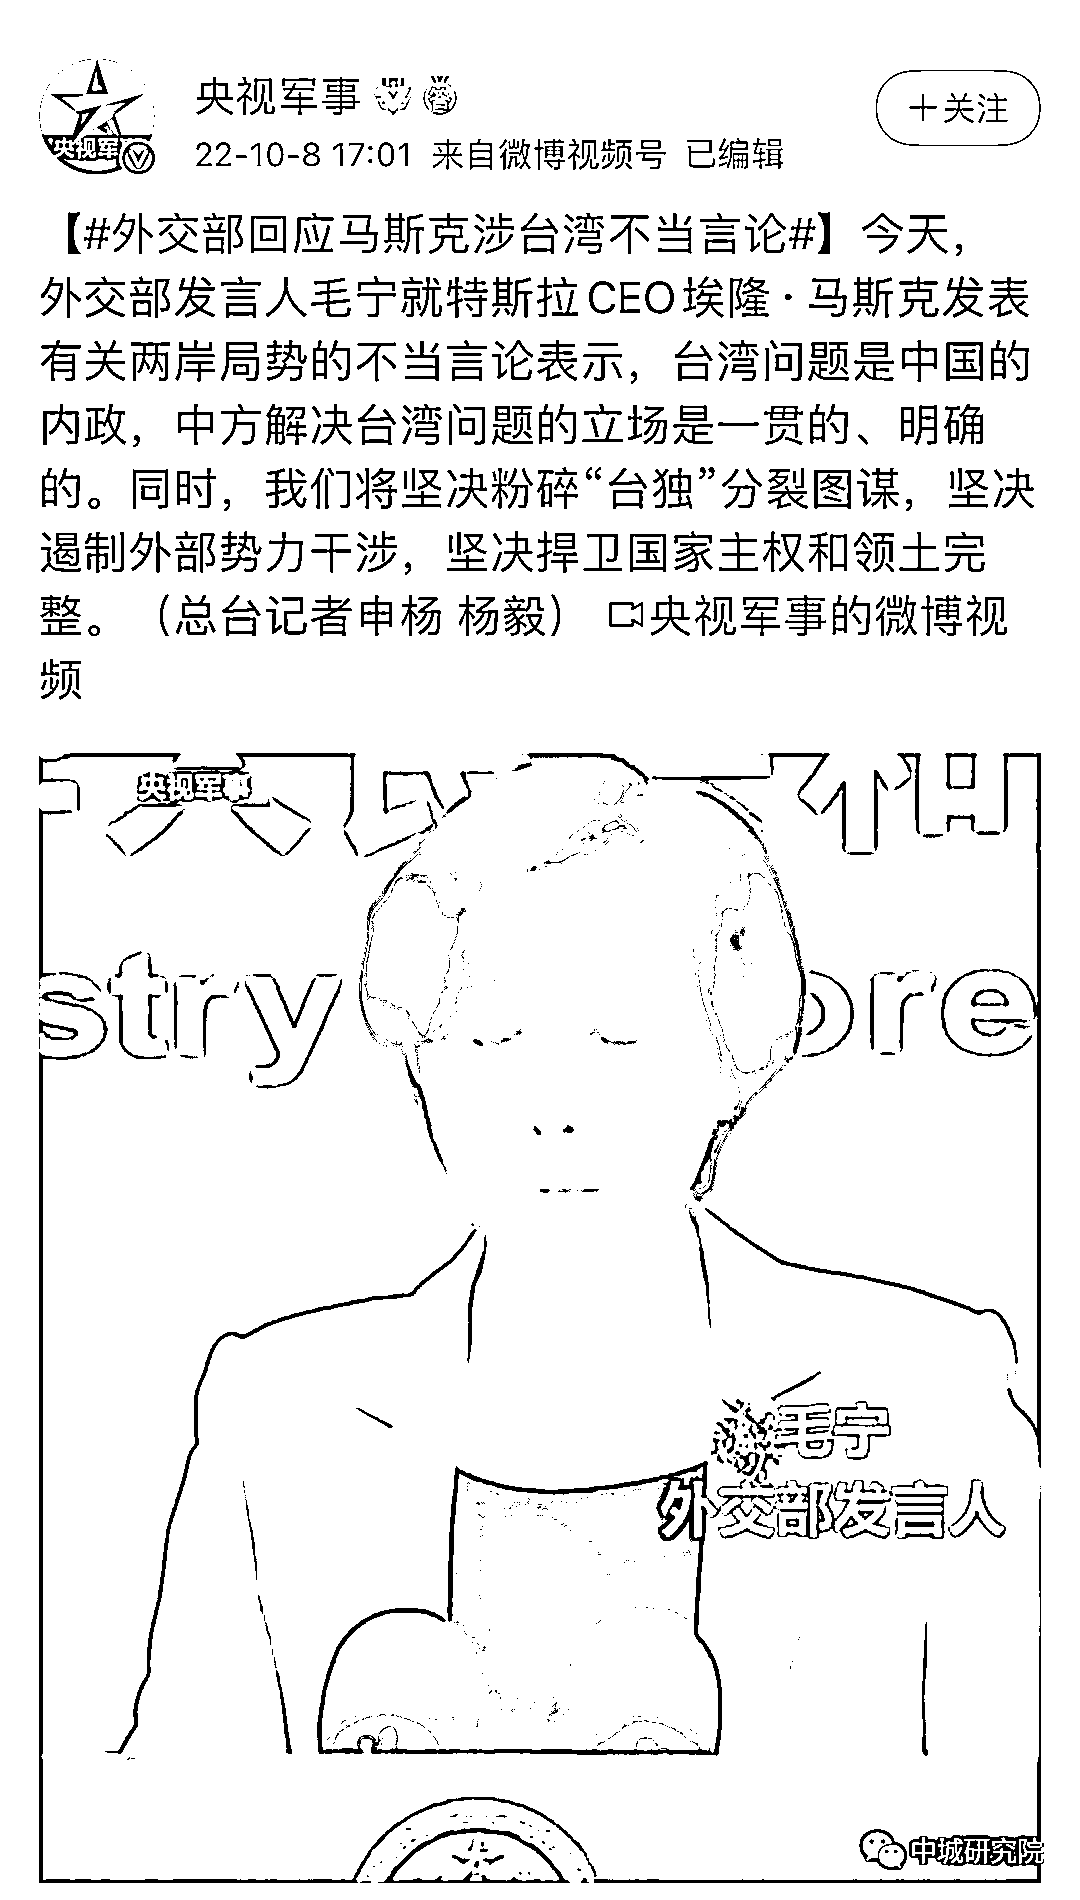 央视军事
+关注
央视军
22-10-8 17:01 来自微博视频号 已编辑
【#外交部回应马斯克涉台湾不当言论#】今天，
外交部发言人毛宁就特斯拉CEO埃隆·马斯克发表
有关两岸局势的不当言论表示，台湾问题是中国的
内政，中方解决台湾问题的立场是一贯的、明确
的。同时，我们将坚决粉碎“台独”分裂图谋，坚决
遏制外部势力干涉，坚决捍卫国家主权和领土完
整。（总台记者申杨 杨毅） 央视军事的微博视
频
央视军事
stry ore
毛宁
外交部发言人
中城研究院